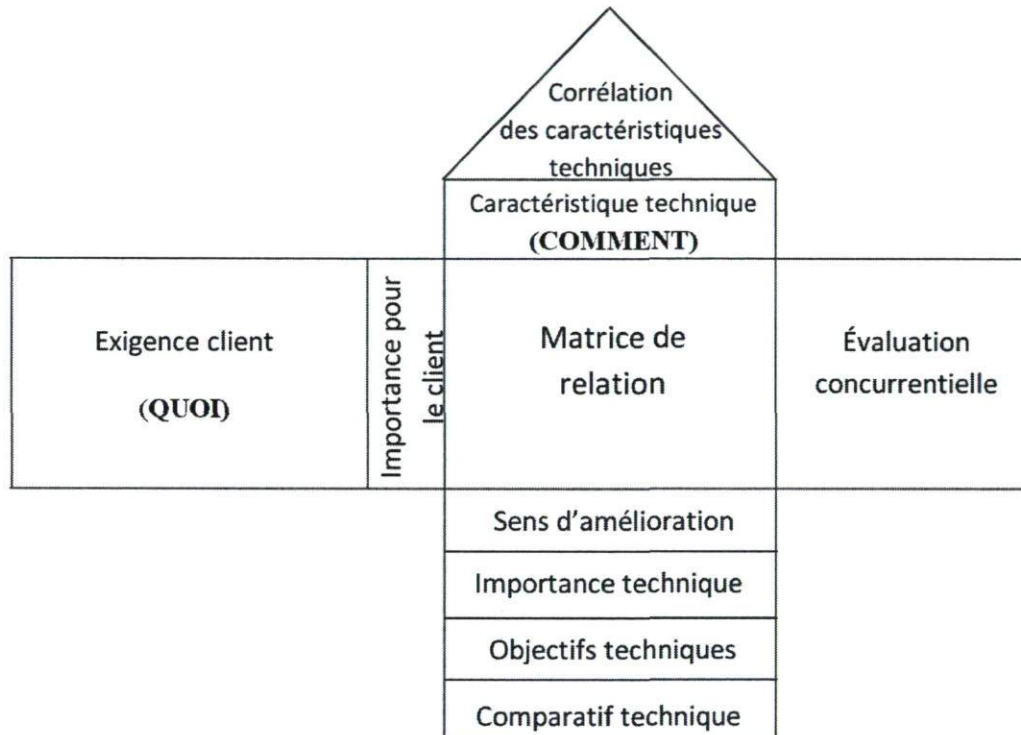 Corrélation
des caractéristiques
techniques
Caractéristique technique
(COMMENT)
Exigence client
(QUOI)
Importance pour
le client
Matrice de
relation
Évaluation
concurrentielle
Sens d'amélioration
Importance technique
Objectifs techniques
Comparatif technique